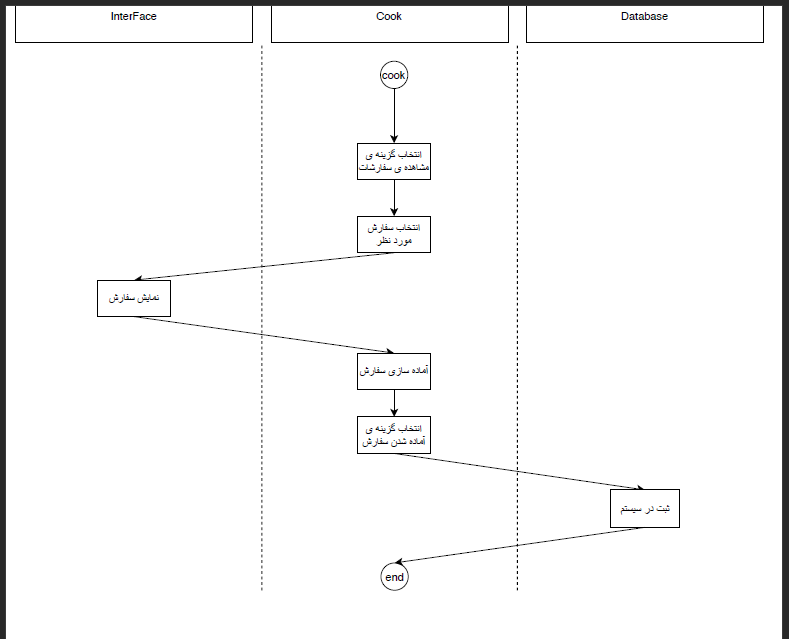 InterFace
Cook
Database
cook
انتخاب گزینه ی
مشاهده ی سفارشات
انتخاب سفارش
مورد نظر
نمایش سفارش
آماده سازی سفارش
انتخاب گزینه ی
آماده شدن سفارش
ثبت در سیستم
end